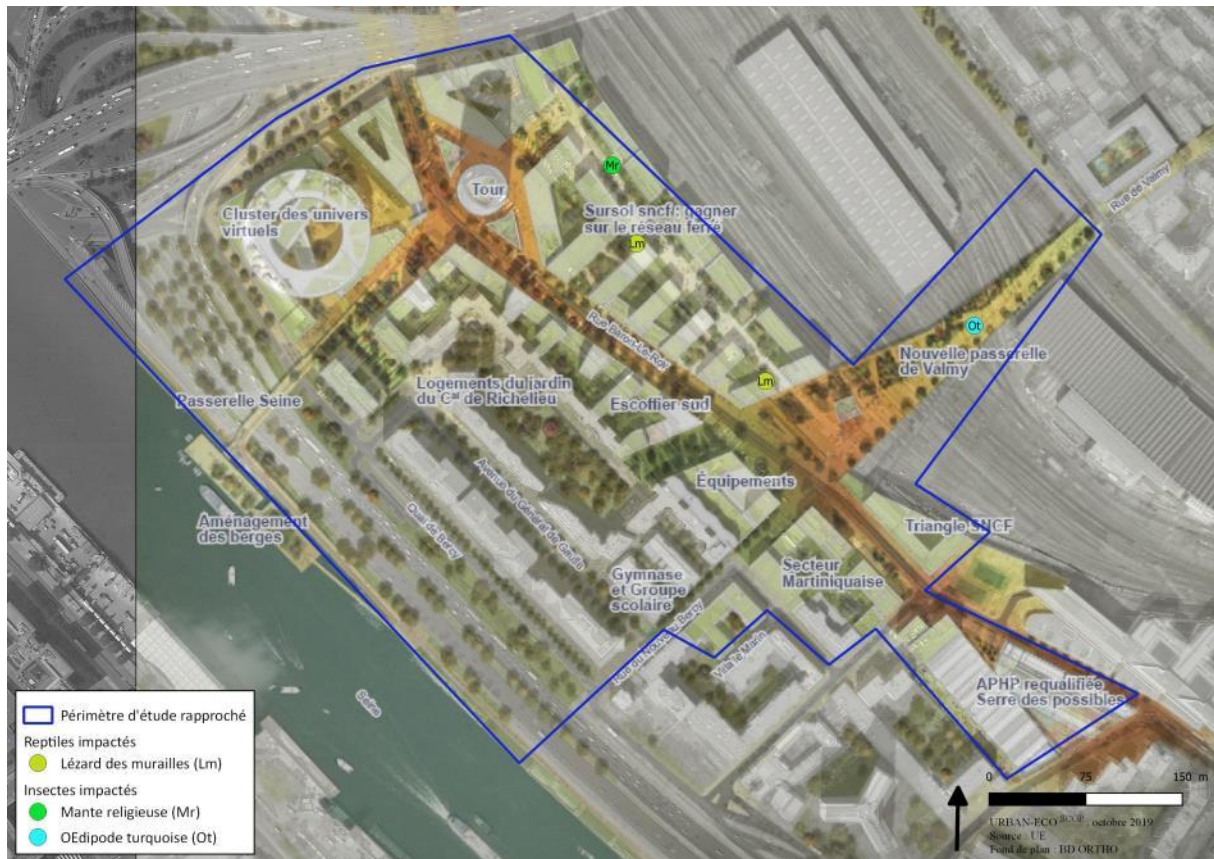 Tour
Mr
Cluster des univers
virtuels
Sursol sncf: gagner
sur le réseau ferré
Lm
Rue de Valmy
Ot
Rue Baron-Le-Roy
Nouvelle passerelle
de Valmy
Lm
Logements du jardin
du Cal de Richelieu
Passerelle Seine
Escoffier sud
Équipements
Avenue du Général de Gaulle
Quai de Bercy
Aménagement
des berges
Triangle SNCF
Secteur
Martiniquaise
Gymnase
et Groupe
scolaire
Rue du Nouveau Bercy
Villa le Marin
APHP requalifiée
Serre des possibles
Seine
Périmètre d'étude rapproché
Reptiles impactés
Lézard des murailles (Lm)
Insectes impactés
Mante religieuse (Mr)
OEdipode turquoise (Ot)
0 75 150 m
URBAN-ECO SCOP, octobre 2019
Source : UE
Fond de plan : BD ORTHO